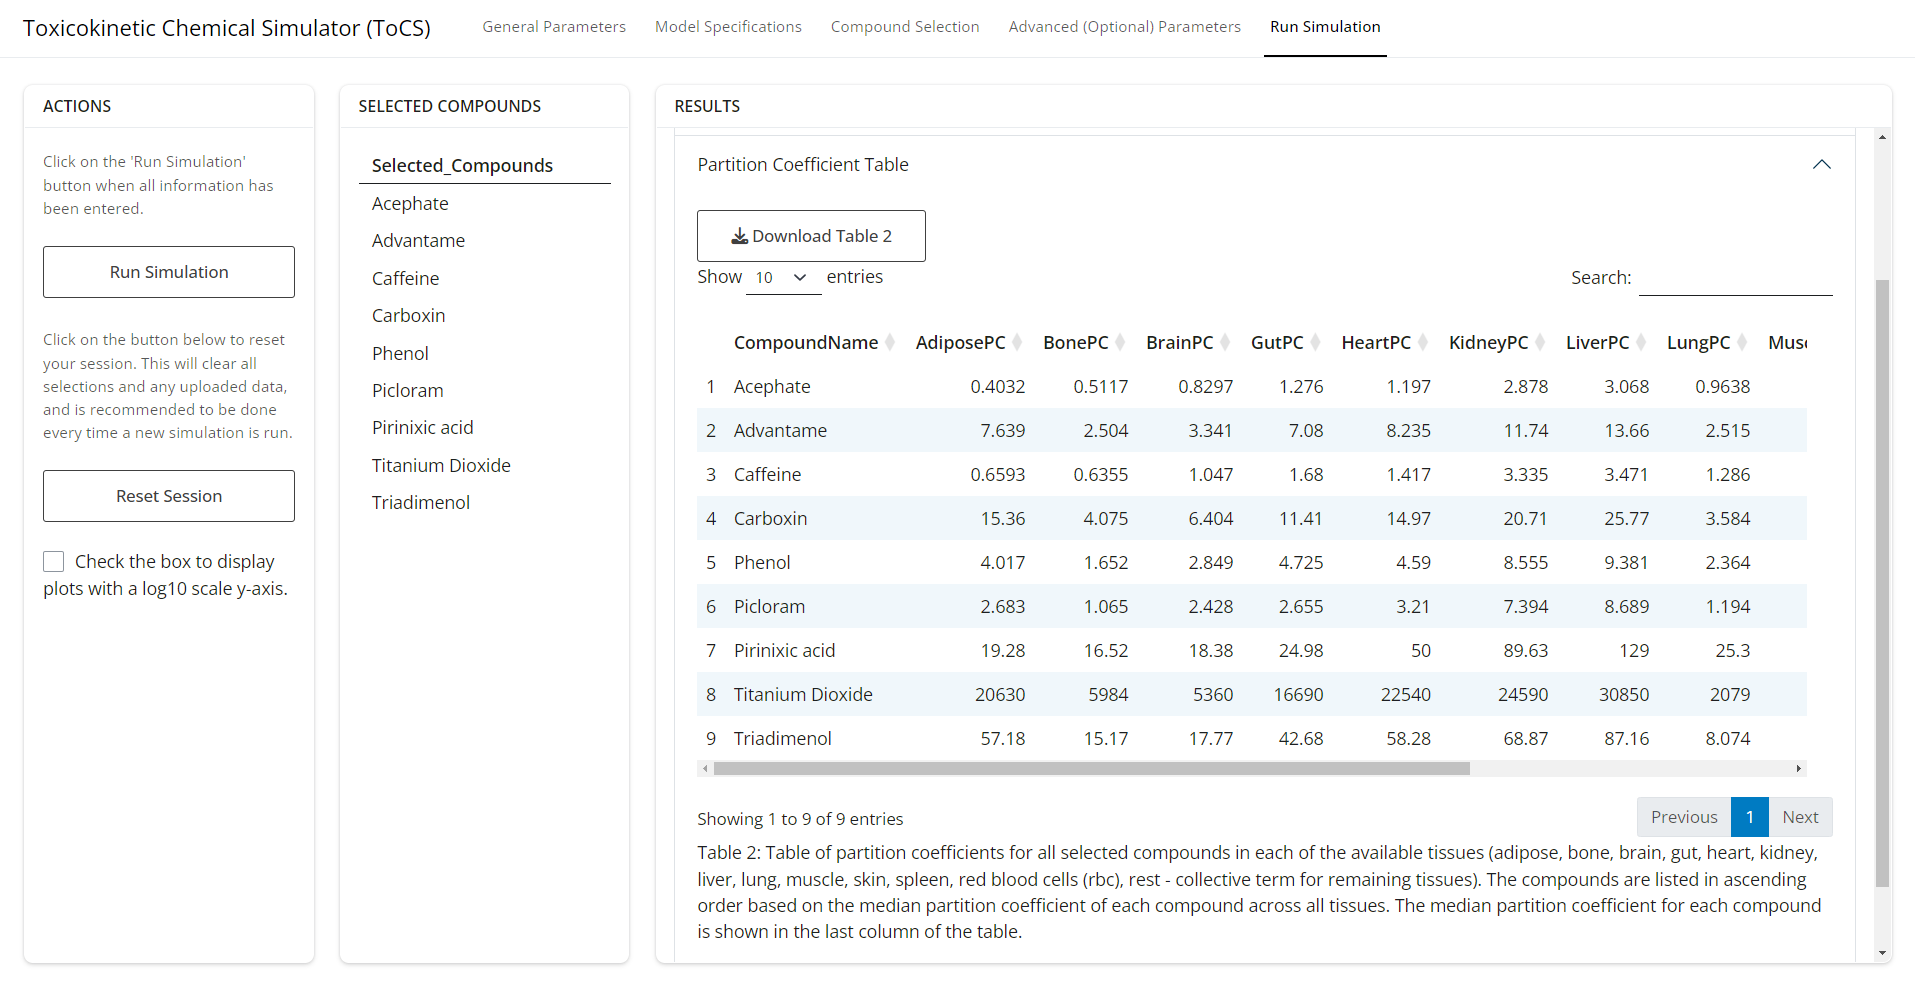 Toxicokinetic Chemical Simulator (ToCS) General Parameters Model Specifications Compound Selection Advanced (Optional) Parameters Run Simulation
ACTIONS
Click on the 'Run Simulation'
button when all information has
been entered.
Run Simulation
Click on the button below to reset
your session. This will clear all
selections and any uploaded data,
and is recommended to be done
every time a new simulation is run.
Reset Session
Check the box to display
plots with a log10 scale y-axis.
SELECTED COMPOUNDS
Selected_Compounds
Acephate
Advantame
Caffeine
Carboxin
Phenol
Picloram
Pirinixic acid
Titanium Dioxide
Triadimenol
RESULTS
Partition Coefficient Table
Download Table 2
Show 10 entries Search:
CompoundName AdiposePC BonePC BrainPC GutPC HeartPC KidneyPC LiverPC LungPC Musc
1 Acephate 0.4032 0.5117 0.8297 1.276 1.197 2.878 3.068 0.9638
2 Advantame 7.639 2.504 3.341 7.08 8.235 11.74 13.66 2.515
3 Caffeine 0.6593 0.6355 1.047 1.68 1.417 3.335 3.471 1.286
4 Carboxin 15.36 4.075 6.404 11.41 14.97 20.71 25.77 3.584
5 Phenol 4.017 1.652 2.849 4.725 4.59 8.555 9.381 2.364
6 Picloram 2.683 1.065 2.428 2.655 3.21 7.394 8.689 1.194
7 Pirinixic acid 19.28 16.52 18.38 24.98 50 89.63 129 25.3
8 Titanium Dioxide 20630 5984 5360 16690 22540 24590 30850 2079
9 Triadimenol 57.18 15.17 17.77 42.68 58.28 68.87 87.16 8.074
Showing 1 to 9 of 9 entries Previous 1 Next
Table 2: Table of partition coefficients for all selected compounds in each of the available tissues (adipose, bone, brain, gut, heart, kidney,
liver, lung, muscle, skin, spleen, red blood cells (rbc), rest - collective term for remaining tissues). The compounds are listed in ascending
order based on the median partition coefficient of each compound across all tissues. The median partition coefficient for each compound
is shown in the last column of the table.